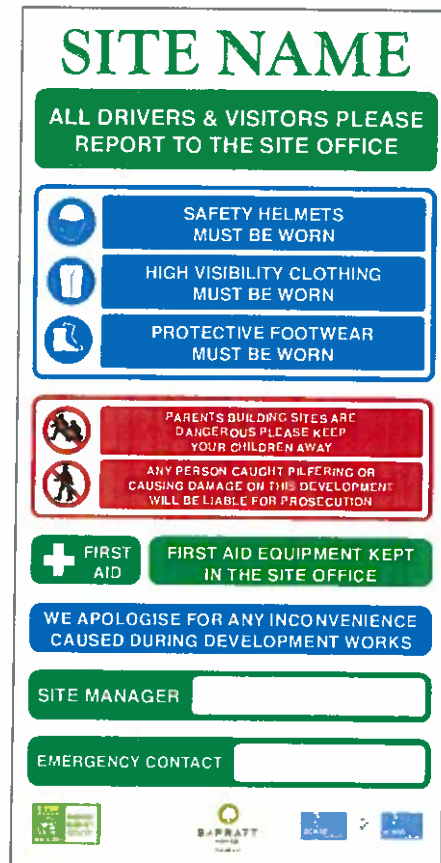 SITE NAME
ALL DRIVERS & VISITORS PLEASE
REPORT TO THE SITE OFFICE
SAFETY HELMETS
MUST BE WORN
HIGH VISIBILITY CLOTHING
MUST BE WORN
PROTECTIVE FOOTWEAR
MUST BE WORN
PARENTS BUILDING SITES ARE
DANGEROUS PLEASE KEEP
YOUR CHILDREN AWAY
ANY PERSON CAUGHT PILFERING OR
CAUSING DAMAGE ON THIS DEVELOPMENT
WILL BE LIABLE FOR PROSECUTION
FIRST
AID
FIRST AID EQUIPMENT KEPT
IN THE SITE OFFICE
WE APOLOGISE FOR ANY INCONVENIENCE
CAUSED DURING DEVELOPMENT WORKS
SITE MANAGER
EMERGENCY CONTACT
BARRATT